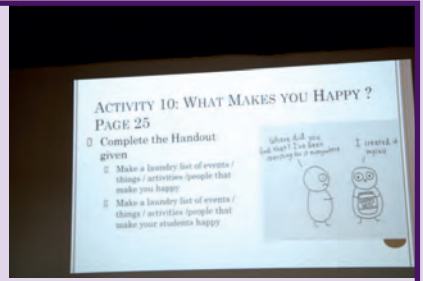 ACTIVITY 10: WHAT MAKES YOU HAPPY ?
PAGE 25
Complete the Handout
given
Make a laundry list of events /
things / activities /people that
make you happy
Make a laundry list of events /
things / activities /people that
make your students happy
Where did you
find that? I've been
searching for it everywhere
I created it
myself